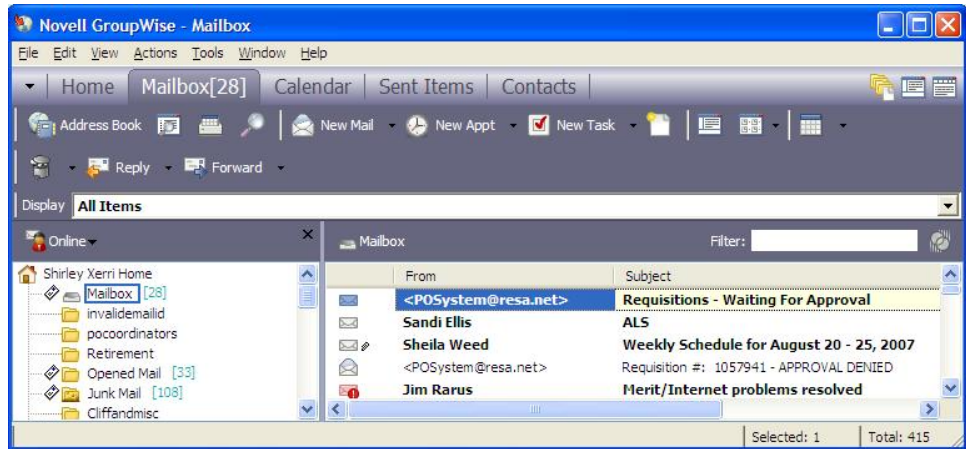 Novell GroupWise - Mailbox
File Edit View Actions Tools Window Help
Home Mailbox[28] Calendar Sent Items Contacts
Address Book New Mail New Appt New Task
Reply Forward
Display All Items
Online Mailbox Filter:
Shirley Xerri Home
Mailbox [28]
invalidemailid
pocoordinators
Retirement
Opened Mail [33]
Junk Mail [108]
Cliffandmisc
From Subject
<POSystem@resa.net> Requisitions - Waiting For Approval
Sandi Ellis ALS
Sheila Weed Weekly Schedule for August 20 - 25, 2007
<POSystem@resa.net> Requisition #: 1057941 - APPROVAL DENIED
Jim Rarus Merit/Internet problems resolved
Selected: 1 Total: 415